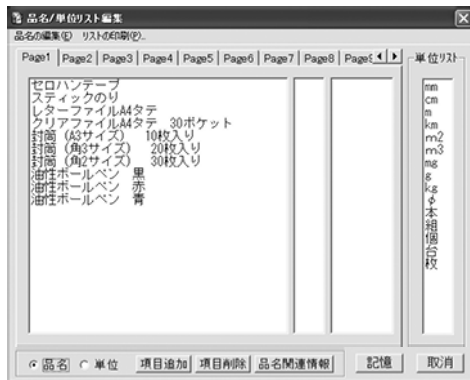 品名/単位リスト編集
品名の編集(E) リストの印刷(P)..
Page1 Page2 Page3 Page4 Page5 Page6 Page7 Page8 Page9
単位リスト
セロハンテープ
スティックのり
レターファイルA4タテ
クリアファイルA4タテ 30ポケット
封筒 (A3サイズ) 10枚入り
封筒 (角3サイズ) 20枚入り
封筒 (角2サイズ) 30枚入り
油性ボールペン 黒
油性ボールペン 赤
油性ボールペン 青
mm
cm
m
km
m2
m3
mg
g
kg
φ
本
組
個
台
枚
品名 単位 項目追加 項目削除 品名関連情報 記憶 取消